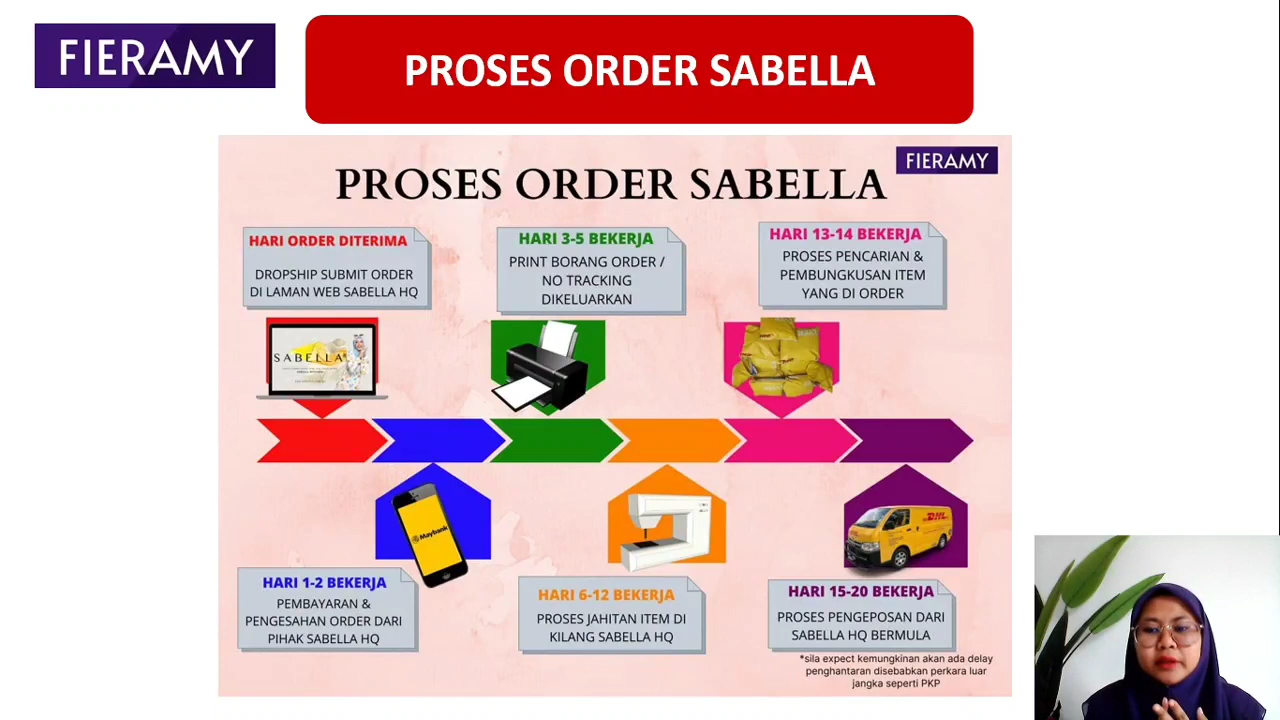 FIERAMY
PROSES ORDER SABELLA
FIERAMY
PROSES ORDER SABELLA
HARI ORDER DITERIMA
DROPSHIP SUBMIT ORDER
DI LAMAN WEB SABELLA HQ
HARI 3-5 BEKERJA
PRINT BORANG ORDER /
NO TRACKING
DIKELUARKAN
HARI 13-14 BEKERJA
PROSES PENCARIAN &
PEMBUNGKUSAN ITEM
YANG DI ORDER
SABELLA
Maybank
DHL
HARI 1-2 BEKERJA
PEMBAYARAN &
PENGESAHAN ORDER DARI
PIHAK SABELLA HQ
HARI 6-12 BEKERJA
PROSES JAHITAN ITEM DI
KILANG SABELLA HQ
HARI 15-20 BEKERJA
PROSES PENGEPOSAN DARI
SABELLA HQ BERMULA
*sila expect kemungkinan akan ada delay
penghantaran disebabkan perkara luar
jangka seperti PKP